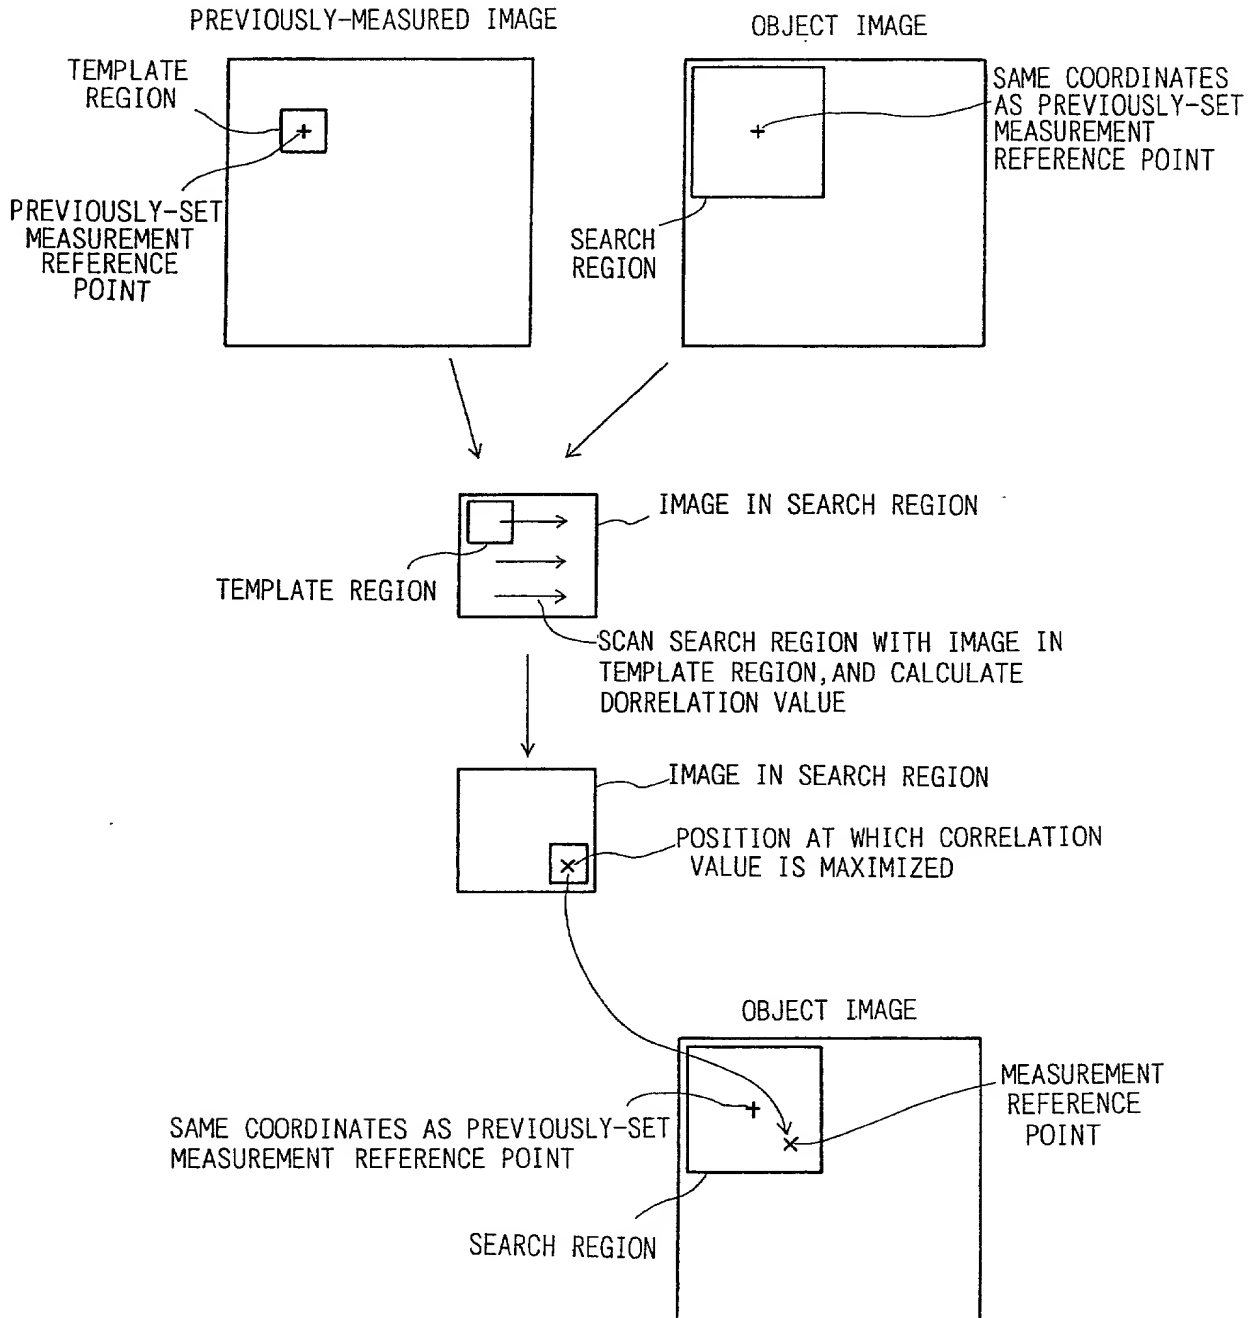 PREVIOUSLY-MEASURED IMAGE
OBJECT IMAGE
TEMPLATE
REGION
SAME COORDINATES
AS PREVIOUSLY-SET
MEASUREMENT
REFERENCE POINT
PREVIOUSLY-SET
MEASUREMENT
REFERENCE
POINT
SEARCH
REGION
IMAGE IN SEARCH REGION
TEMPLATE REGION
SCAN SEARCH REGION WITH IMAGE IN
TEMPLATE REGION, AND CALCULATE
DORRELATION VALUE
IMAGE IN SEARCH REGION
POSITION AT WHICH CORRELATION
VALUE IS MAXIMIZED
OBJECT IMAGE
MEASUREMENT
REFERENCE
POINT
SAME COORDINATES AS PREVIOUSLY-SET
MEASUREMENT REFERENCE POINT
SEARCH REGION